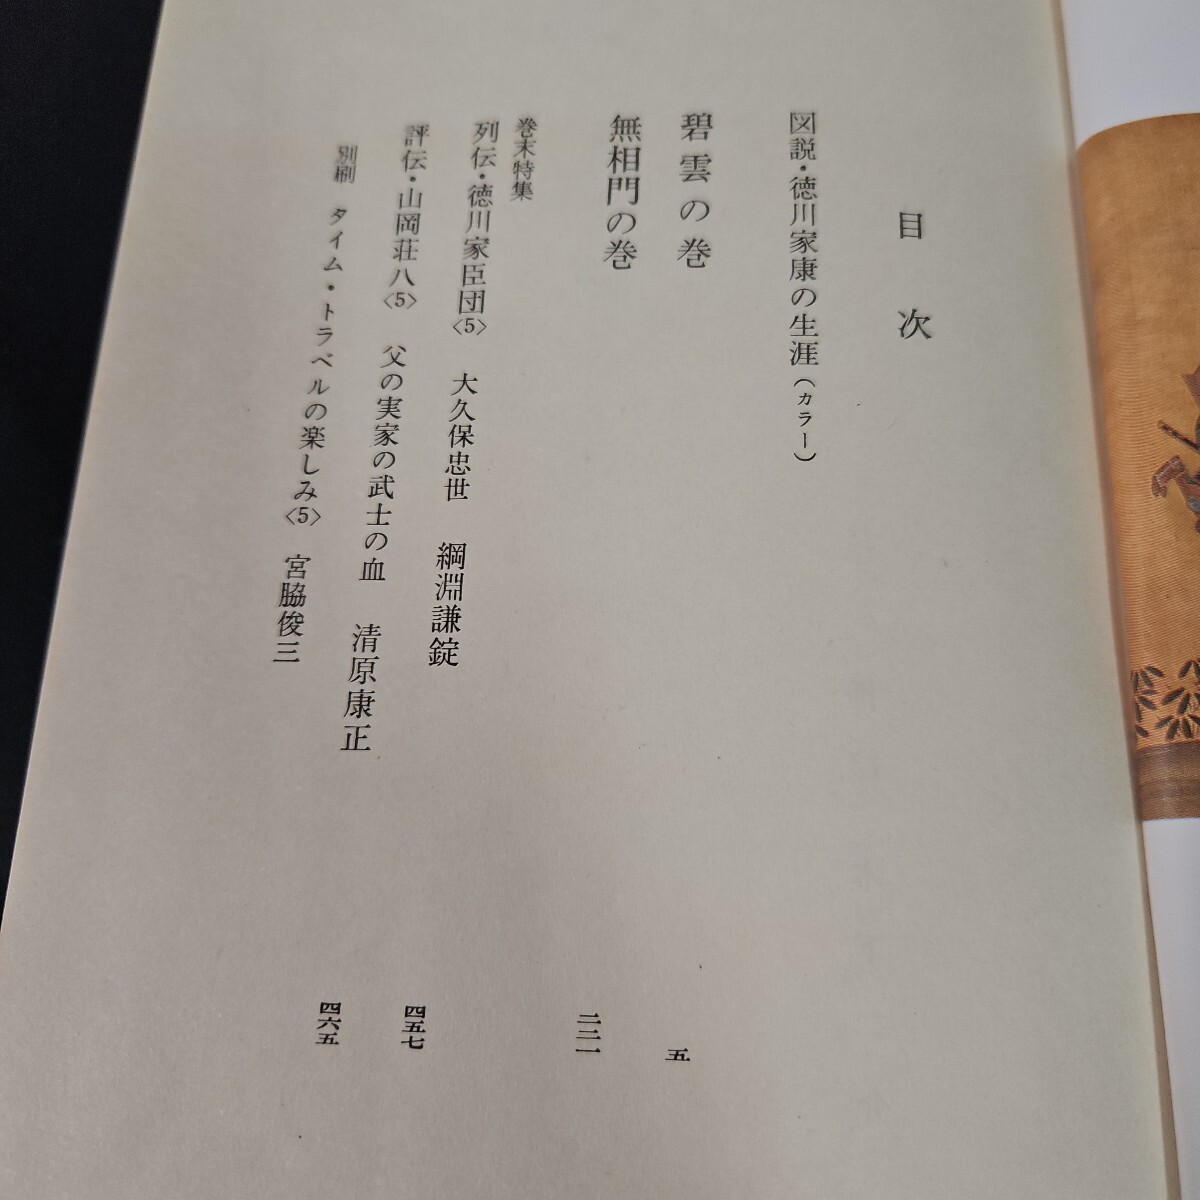 目次
図説・徳川家康の生涯(カラー)
碧雲の巻 五
無相門の巻 二二一
巻末特集
列伝・徳川家臣団〈5〉 大久保忠世 綱淵謙錠 四五七
評伝・山岡荘八〈5〉 父の実家の武士の血 清原康正 四六五
別刷 タイム・トラベルの楽しみ〈5〉 宮脇俊三